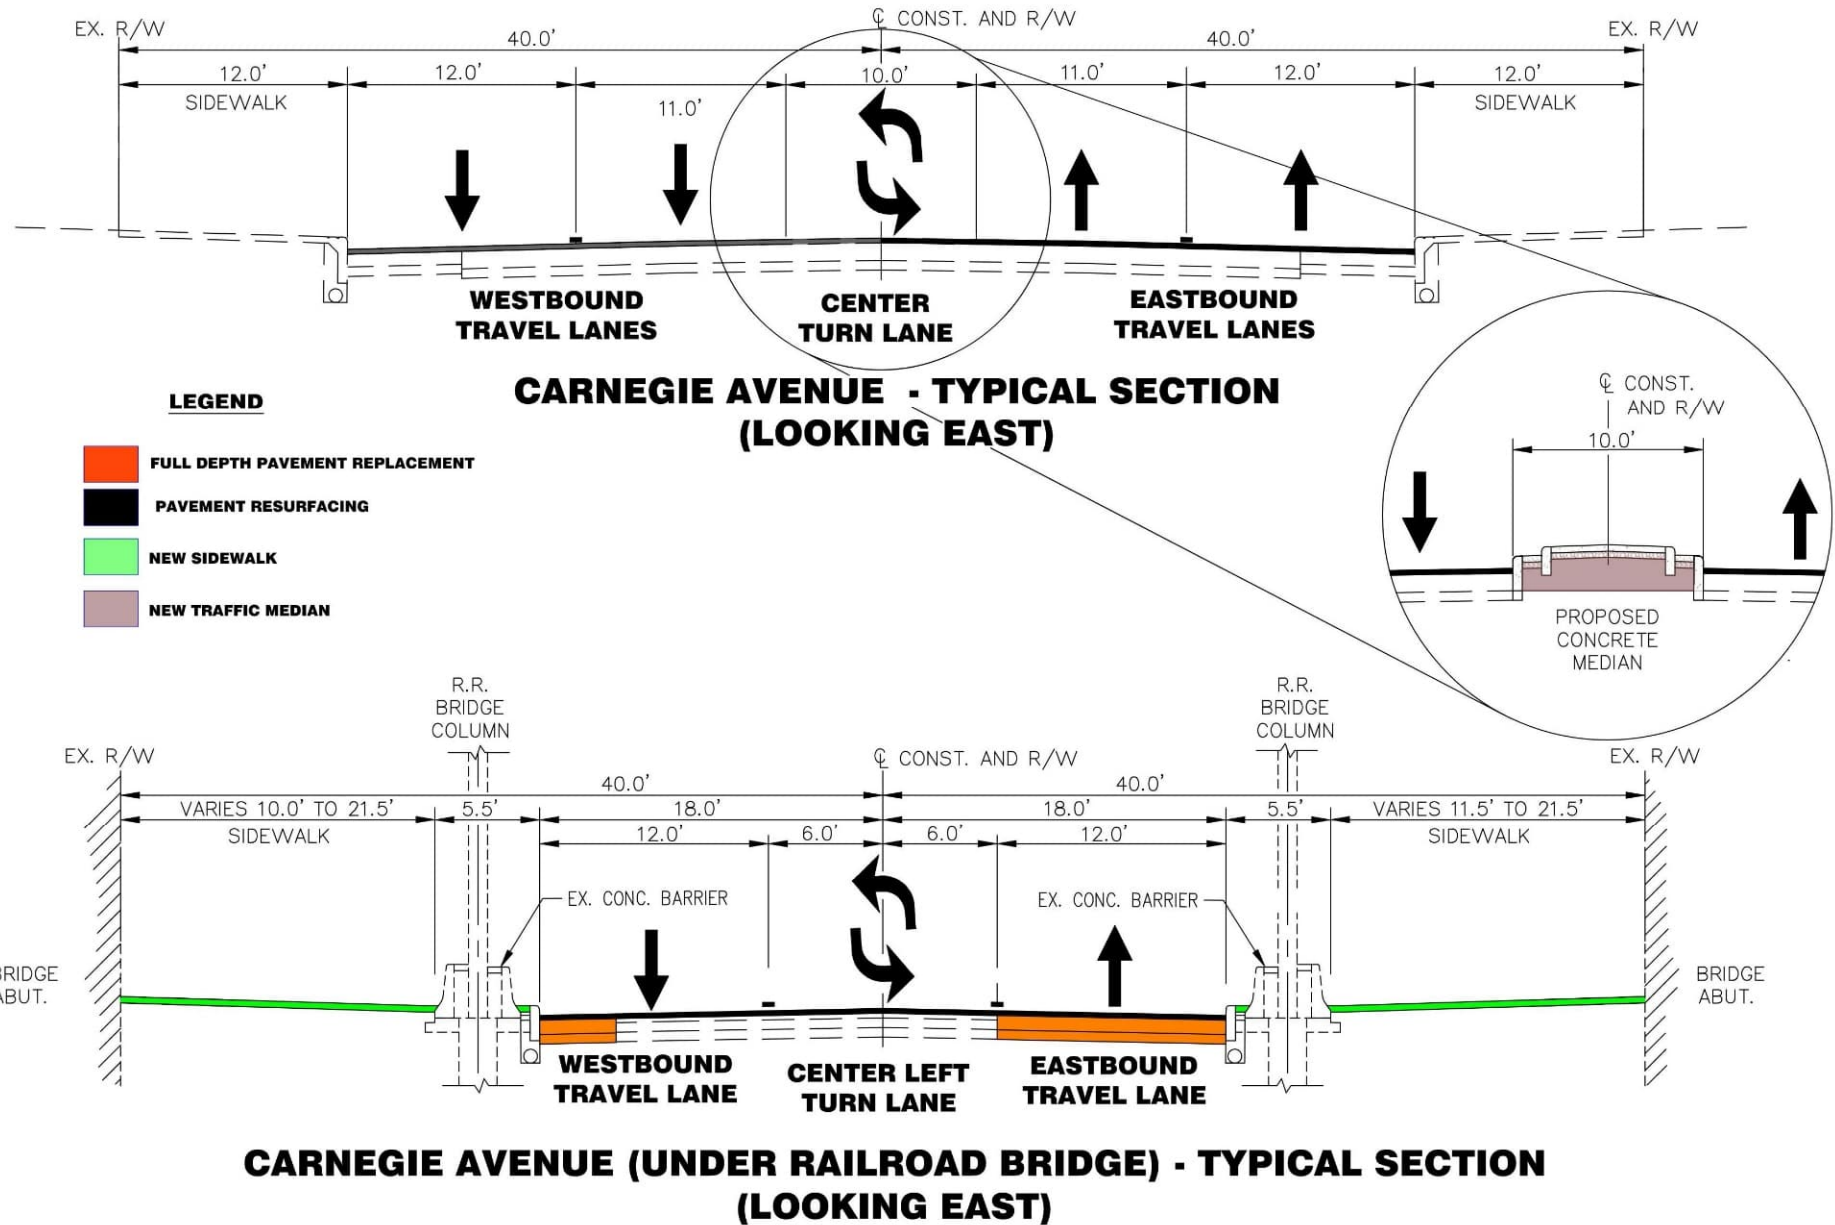 EX. R/W
℄ CONST. AND R/W
EX. R/W
40.0'
40.0'
12.0'
12.0'
10.0'
11.0'
12.0'
12.0'
SIDEWALK
11.0'
SIDEWALK
WESTBOUND
TRAVEL LANES
CENTER
TURN LANE
EASTBOUND
TRAVEL LANES
CARNEGIE AVENUE - TYPICAL SECTION
(LOOKING EAST)
LEGEND
FULL DEPTH PAVEMENT REPLACEMENT
PAVEMENT RESURFACING
NEW SIDEWALK
NEW TRAFFIC MEDIAN
℄ CONST.
AND R/W
10.0'
PROPOSED
CONCRETE
MEDIAN
R.R.
BRIDGE
COLUMN
R.R.
BRIDGE
COLUMN
EX. R/W
℄ CONST. AND R/W
EX. R/W
40.0'
40.0'
VARIES 10.0' TO 21.5'
5.5'
18.0'
18.0'
5.5'
VARIES 11.5' TO 21.5'
SIDEWALK
12.0'
6.0'
6.0'
12.0'
SIDEWALK
EX. CONC. BARRIER
EX. CONC. BARRIER
BRIDGE
ABUT.
BRIDGE
ABUT.
WESTBOUND
TRAVEL LANE
CENTER LEFT
TURN LANE
EASTBOUND
TRAVEL LANE
CARNEGIE AVENUE (UNDER RAILROAD BRIDGE) - TYPICAL SECTION
(LOOKING EAST)